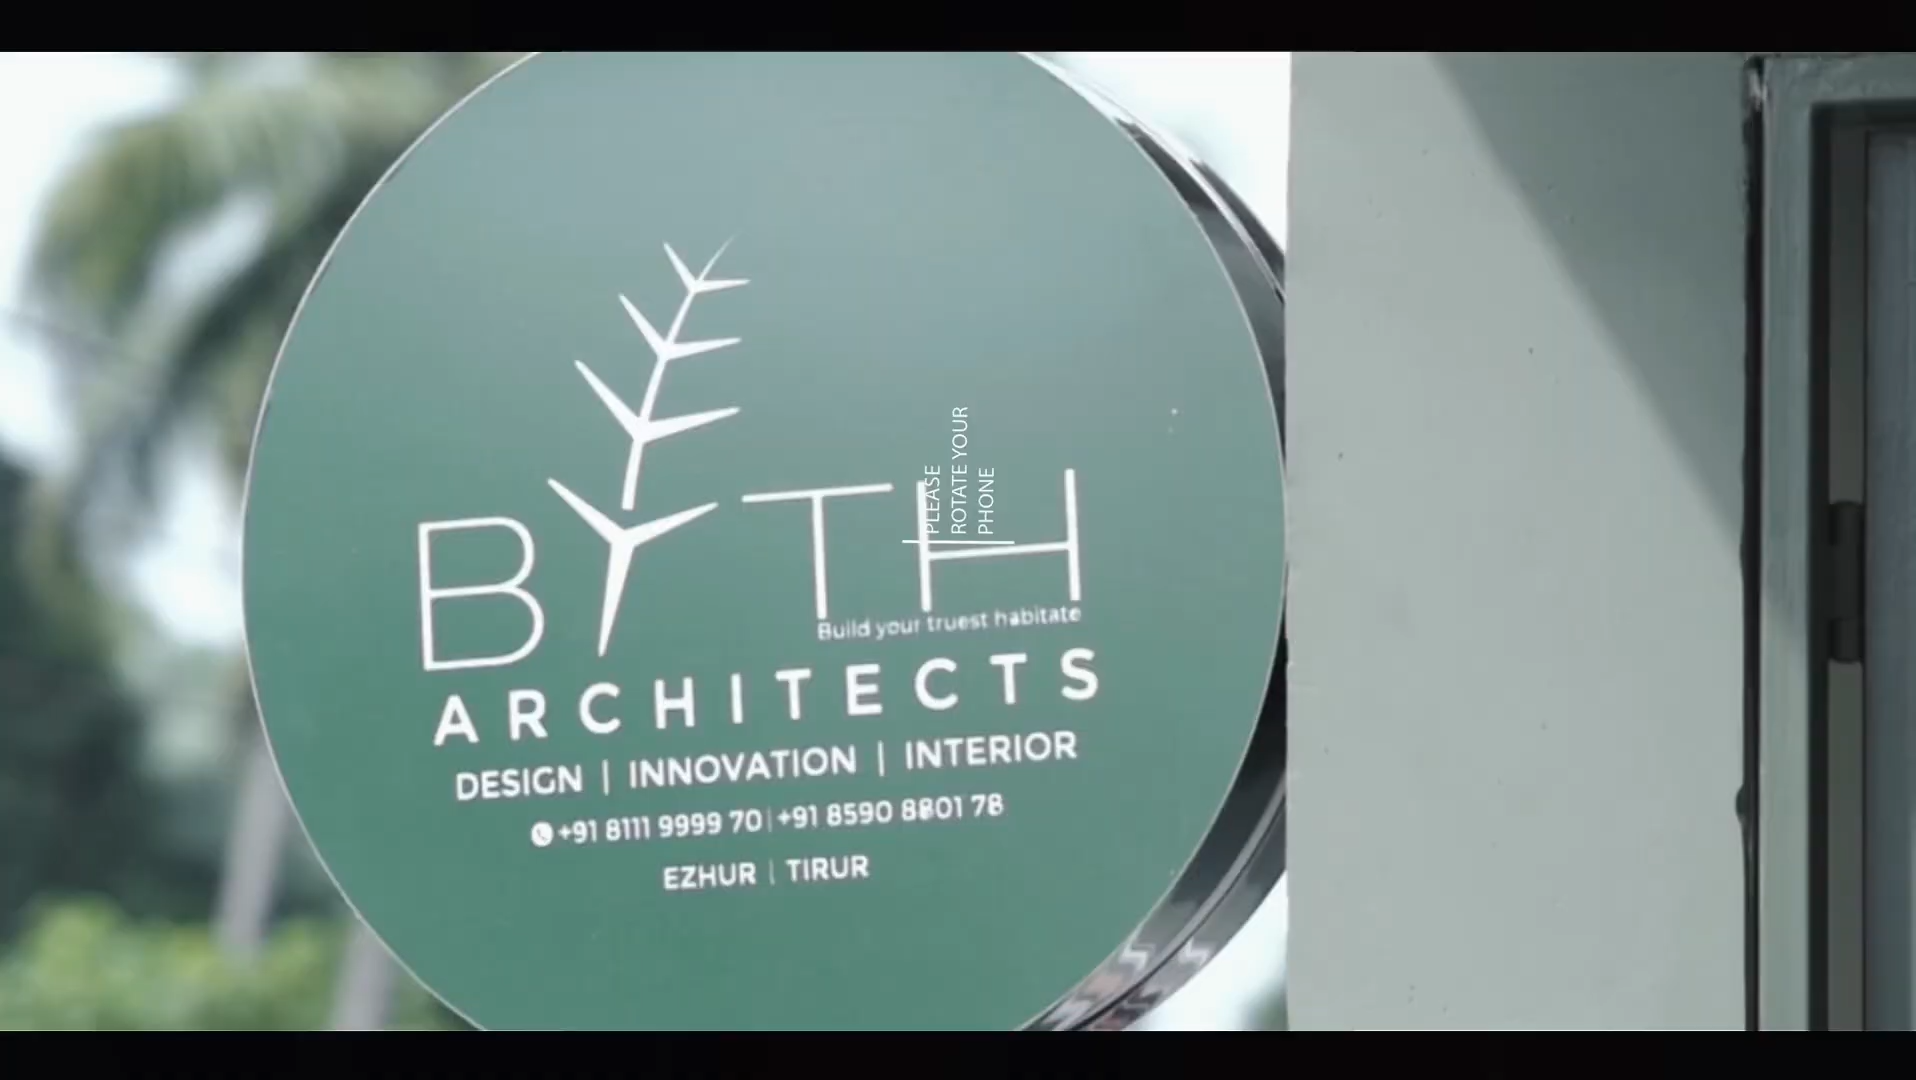 PLEASE
ROTATE YOUR
PHONE
BYTH
Build your truest habitate
ARCHITECTS
DESIGN | INNOVATION | INTERIOR
+91 8111 9999 70 | +91 8590 8801 78
EZHUR | TIRUR